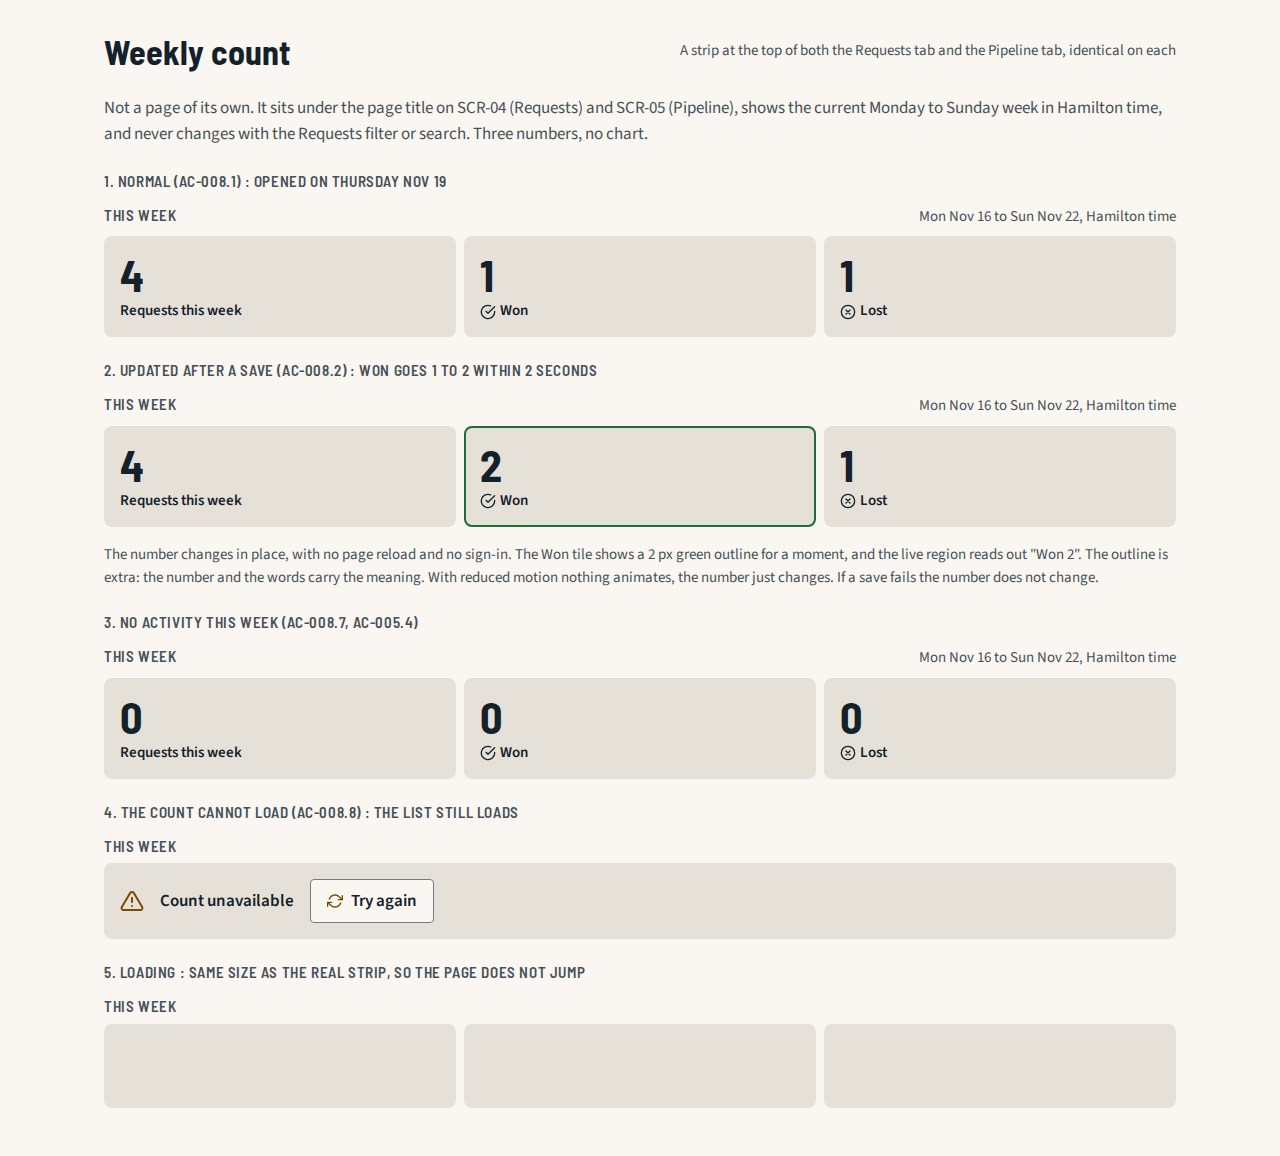 Weekly count
A strip at the top of both the Requests tab and the Pipeline tab, identical on each
Not a page of its own. It sits under the page title on SCR-04 (Requests) and SCR-05 (Pipeline), shows the current Monday to Sunday week in Hamilton time,
and never changes with the Requests filter or search. Three numbers, no chart.
1. NORMAL (AC-008.1) : OPENED ON THURSDAY NOV 19
THIS WEEK
Mon Nov 16 to Sun Nov 22, Hamilton time
4
Requests this week
1
Won
1
Lost
2. UPDATED AFTER A SAVE (AC-008.2) : WON GOES 1 TO 2 WITHIN 2 SECONDS
THIS WEEK
Mon Nov 16 to Sun Nov 22, Hamilton time
4
Requests this week
2
Won
1
Lost
The number changes in place, with no page reload and no sign-in. The Won tile shows a 2 px green outline for a moment, and the live region reads out "Won 2". The outline is
extra: the number and the words carry the meaning. With reduced motion nothing animates, the number just changes. If a save fails the number does not change.
3. NO ACTIVITY THIS WEEK (AC-008.7, AC-005.4)
THIS WEEK
Mon Nov 16 to Sun Nov 22, Hamilton time
0
Requests this week
0
Won
0
Lost
4. THE COUNT CANNOT LOAD (AC-008.8) : THE LIST STILL LOADS
THIS WEEK
Count unavailable
Try again
5. LOADING : SAME SIZE AS THE REAL STRIP, SO THE PAGE DOES NOT JUMP
THIS WEEK